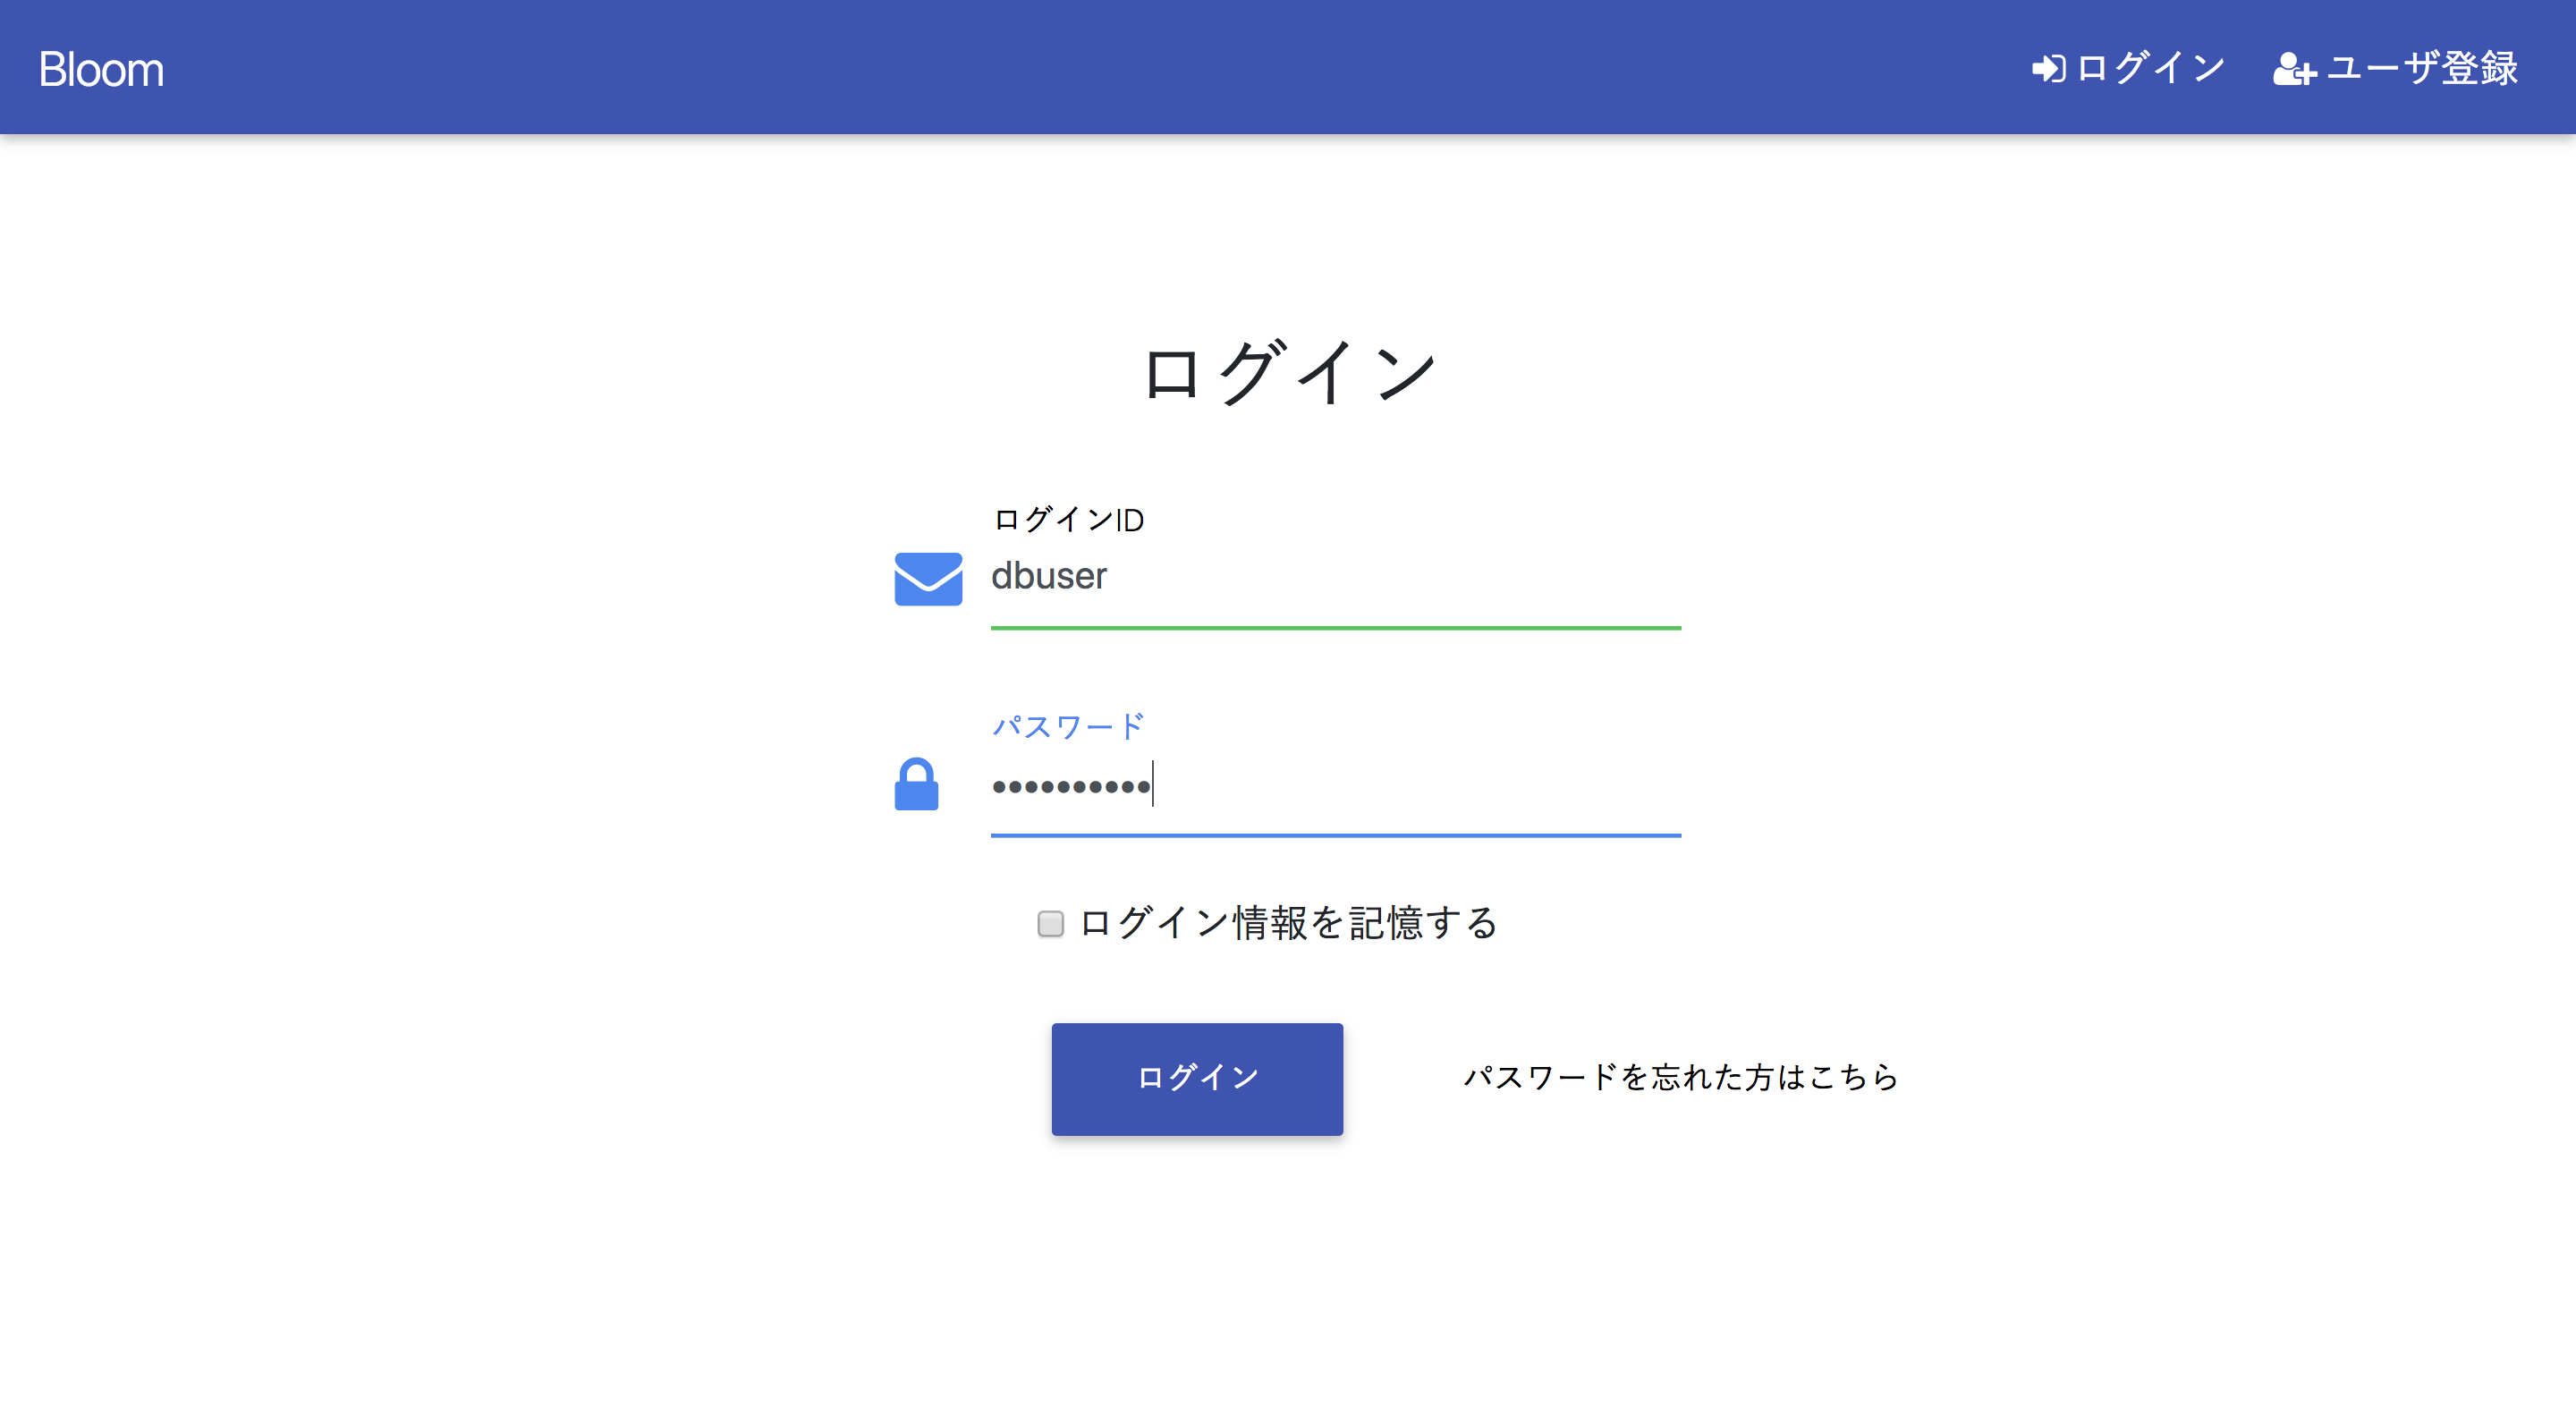 Bloom
ログイン
ユーザ登録
ログイン
ログインID
dbuser
パスワード
••••••••••
ログイン情報を記憶する
ログイン
パスワードを忘れた方はこちら